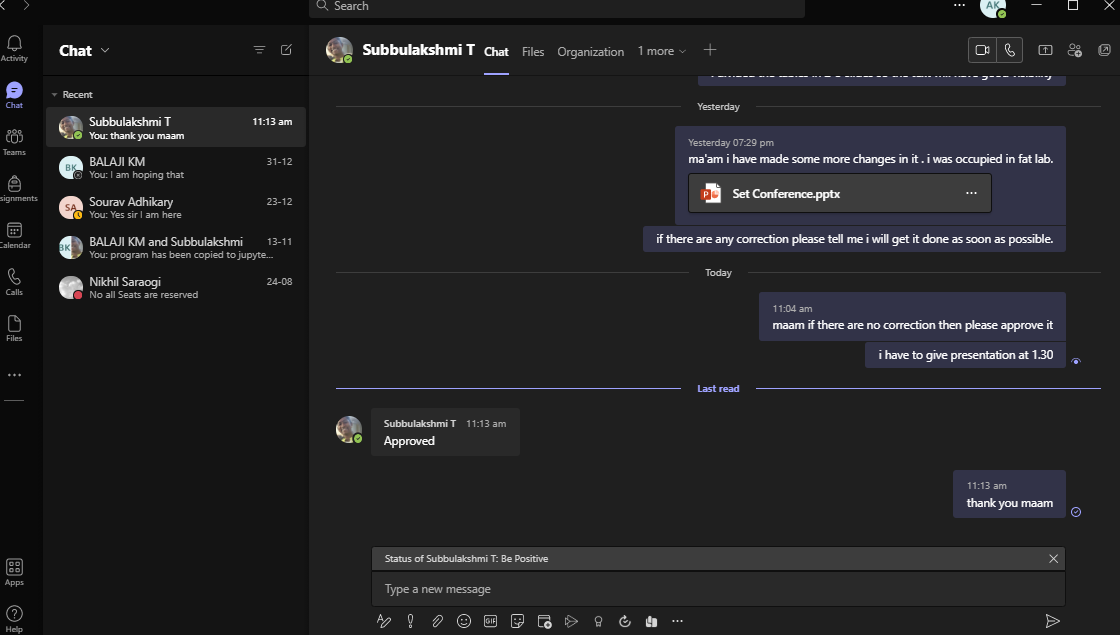 Search
AK
Activity
Chat
Teams
signments
Calendar
Calls
Files
Apps
Help
Chat
Recent
Subbulakshmi T 11:13 am
You: thank you maam
BK
BALAJI KM 31-12
You: I am hoping that
SA
Sourav Adhikary 23-12
You: Yes sir I am here
BK
BALAJI KM and Subbulakshmi 13-11
You: program has been copied to jupyte...
Nikhil Saraogi 24-08
No all Seats are reserved
Subbulakshmi T Chat Files Organization 1 more
Yesterday
Yesterday 07:29 pm
ma'am i have made some more changes in it . i was occupied in fat lab.
Set Conference.pptx
if there are any correction please tell me i will get it done as soon as possible.
Today
11:04 am
maam if there are no correction then please approve it
i have to give presentation at 1.30
Last read
Subbulakshmi T 11:13 am
Approved
11:13 am
thank you maam
Status of Subbulakshmi T: Be Positive
Type a new message
GIF